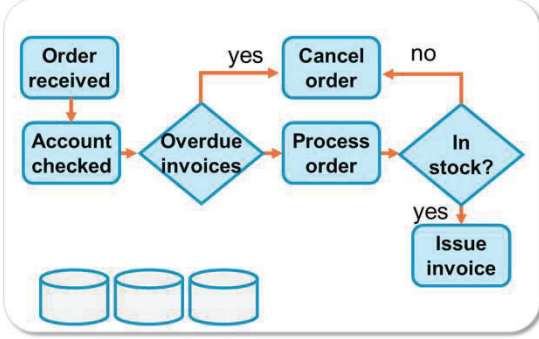 Order
received
yes
Cancel
order
no
Account
checked
Overdue
invoices
Process
order
In
stock?
yes
Issue
invoice